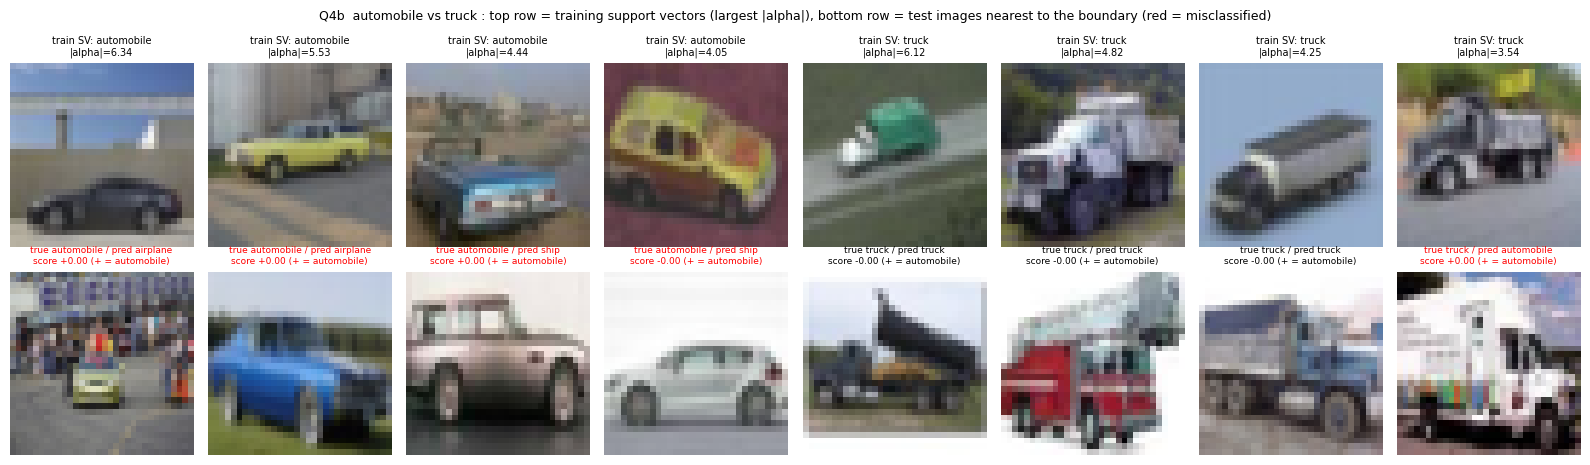 Q4b automobile vs truck : top row = training support vectors (largest |alpha|), bottom row = test images nearest to the boundary (red = misclassified)
train SV: automobile
|alpha|=6.34
train SV: automobile
|alpha|=5.53
train SV: automobile
|alpha|=4.44
train SV: automobile
|alpha|=4.05
train SV: truck
|alpha|=6.12
train SV: truck
|alpha|=4.82
train SV: truck
|alpha|=4.25
train SV: truck
|alpha|=3.54
true automobile / pred airplane
score +0.00 (+ = automobile)
true automobile / pred airplane
score +0.00 (+ = automobile)
true automobile / pred ship
score +0.00 (+ = automobile)
true automobile / pred ship
score -0.00 (+ = automobile)
true truck / pred truck
score -0.00 (+ = automobile)
true truck / pred truck
score -0.00 (+ = automobile)
true truck / pred truck
score -0.00 (+ = automobile)
true truck / pred automobile
score +0.00 (+ = automobile)